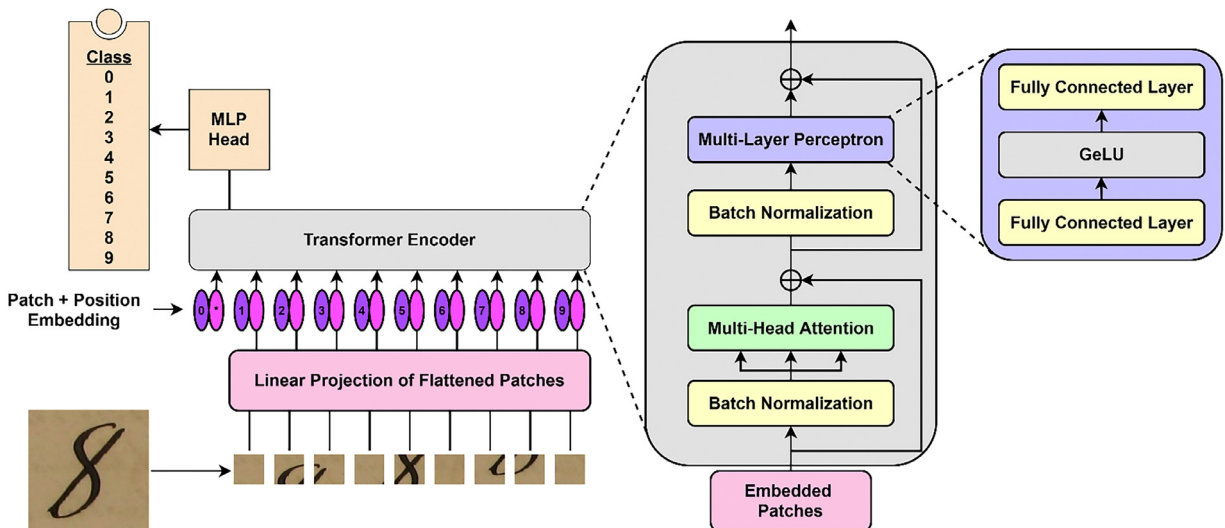 Class
0
1
2
3
4
5
6
7
8
9
MLP
Head
Transformer Encoder
Patch + Position
Embedding
0 * 1 2 3 4 5 6 7 8 9
Linear Projection of Flattened Patches
8
Multi-Layer Perceptron
Batch Normalization
Multi-Head Attention
Batch Normalization
Embedded
Patches
Fully Connected Layer
GeLU
Fully Connected Layer